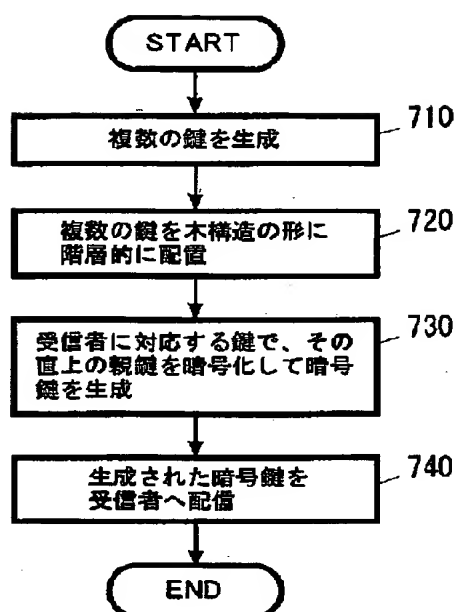 START
複数の鍵を生成
710
複数の鍵を木構造の形に
階層的に配置
720
受信者に対応する鍵で、その
直上の親鍵を暗号化して暗号
鍵を生成
730
生成された暗号鍵を
受信者へ配信
740
END